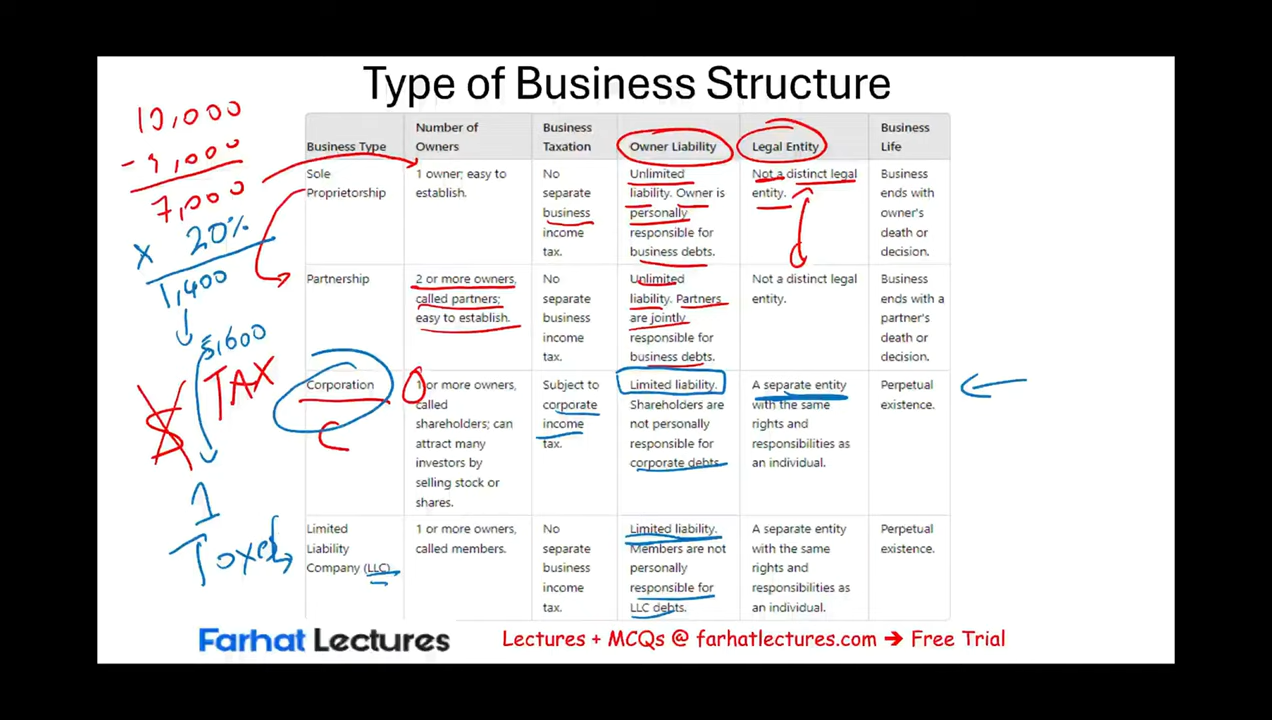 Type of Business Structure
10,000
- 3,000
7,000
x 20%
1,400
5,600
TAX
$
1
Taxed
Business Type
Number of
Owners
Business
Taxation
Owner Liability
Legal Entity
Business
Life
Sole
Proprietorship
1 owner; easy to
establish.
No
separate
business
income
tax.
Unlimited
liability. Owner is
personally
responsible for
business debts.
Not a distinct legal
entity.
Business
ends with
owner's
death or
decision.
Partnership
2 or more owners,
called partners;
easy to establish.
No
separate
business
income
tax.
Unlimited
liability. Partners
are jointly
responsible for
business debts.
Not a distinct legal
entity.
Business
ends with a
partner's
death or
decision.
Corporation
C
1 or more owners,
called
shareholders; can
attract many
investors by
selling stock or
shares.
Subject to
corporate
income
tax.
Limited liability.
Shareholders are
not personally
responsible for
corporate debts.
A separate entity
with the same
rights and
responsibilities as
an individual.
Perpetual
existence.
Limited
Liability
Company (LLC)
1 or more owners,
called members.
No
separate
business
income
tax.
Limited liability.
Members are not
personally
responsible for
LLC debts.
A separate entity
with the same
rights and
responsibilities as
an individual.
Perpetual
existence.
Farhat Lectures
Lectures + MCQs @ farhatlectures.com → Free Trial